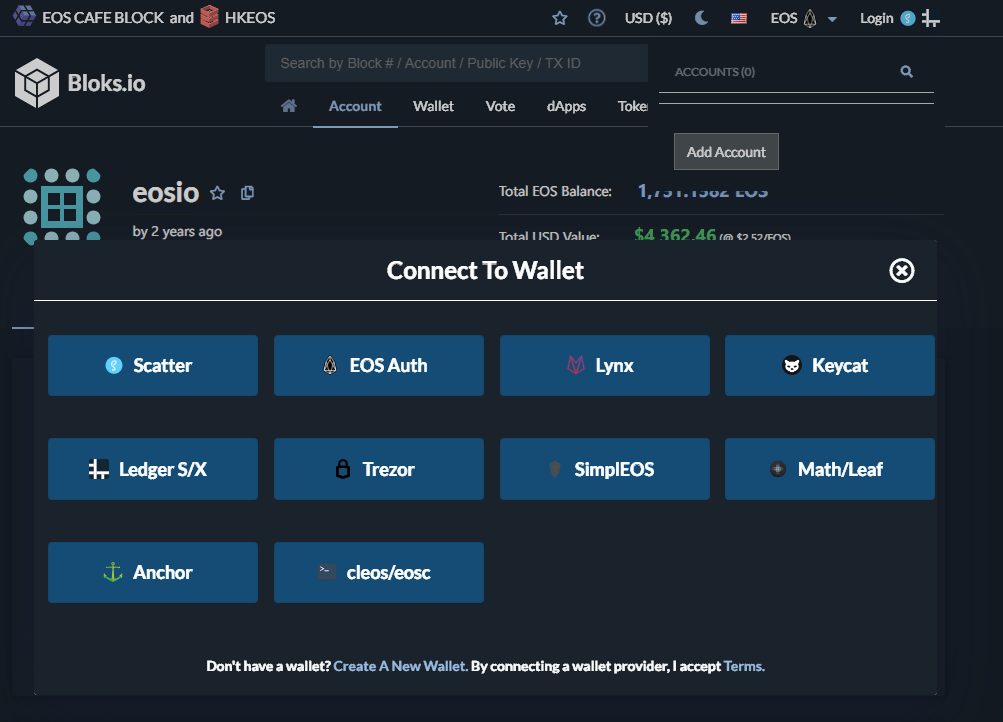 EOS CAFE BLOCK and HKEOS
USD ($) EOS Login
Bloks.io
Search by Block # / Account / Public Key / TX ID
ACCOUNTS (0)
Account Wallet Vote dApps Toke
Add Account
eosio
Total EOS Balance: 1,731.1382 EOS
by 2 years ago
Total USD Value: $4,362.46 (@ $2.52/EOS)
Connect To Wallet
Scatter EOS Auth Lynx Keycat
Ledger S/X Trezor SimplEOS Math/Leaf
Anchor cleos/eosc
Don't have a wallet? Create A New Wallet. By connecting a wallet provider, I accept Terms.